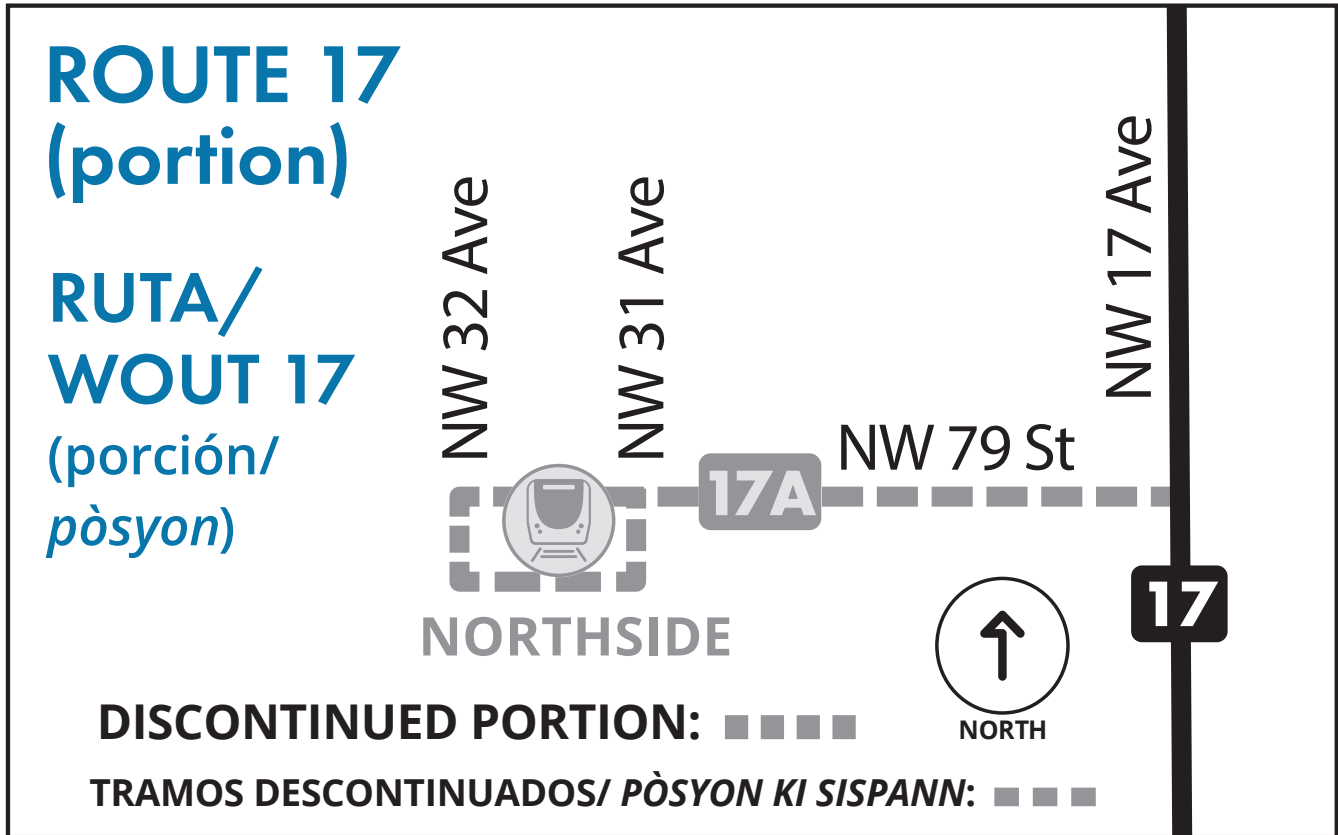 ROUTE 17
(portion)
RUTA/
WOUT 17
(porción/
pòsyon)
NW 32 Ave
NW 31 Ave
NW 17 Ave
NW 79 St
17A
17
NORTHSIDE
NORTH
DISCONTINUED PORTION:
TRAMOS DESCONTINUADOS/ PÒSYON KI SISPANN: